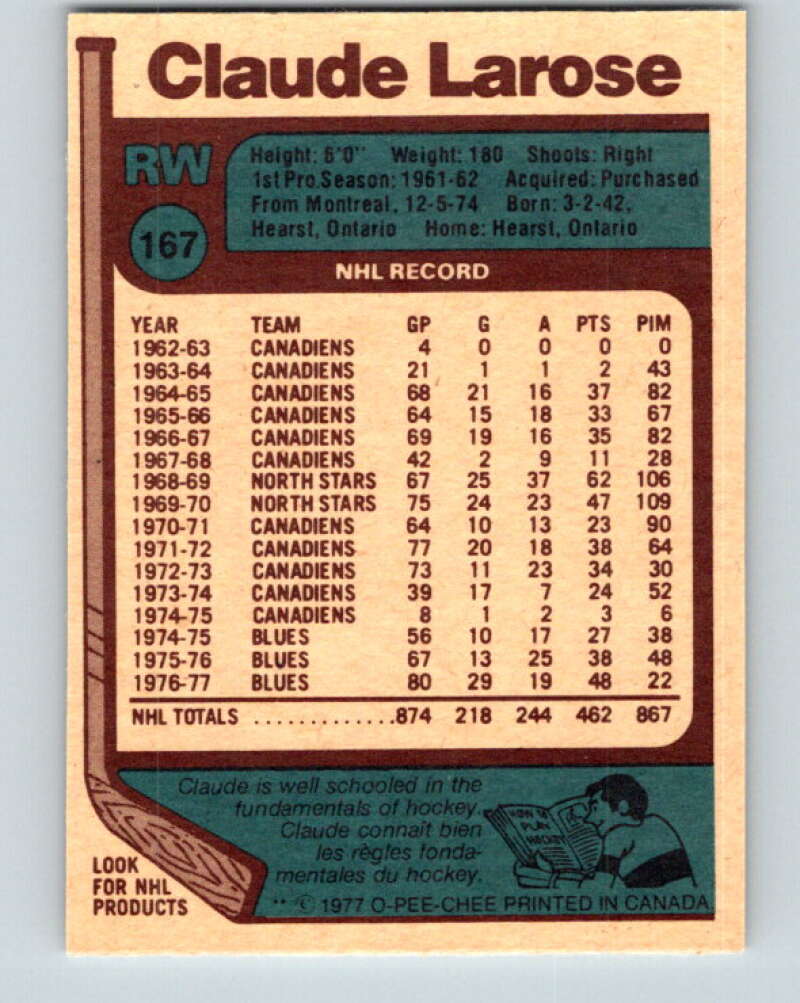 Claude Larose
RW
167
Height: 6'0" Weight: 180 Shoots: Right
1st Pro. Season: 1961-62 Acquired: Purchased
From Montreal, 12-5-74 Born: 3-2-42,
Hearst, Ontario Home: Hearst, Ontario
NHL RECORD
YEAR TEAM GP G A PTS PIM
1962-63 CANADIENS 4 0 0 0 0
1963-64 CANADIENS 21 1 1 2 43
1964-65 CANADIENS 68 21 16 37 82
1965-66 CANADIENS 64 15 18 33 67
1966-67 CANADIENS 69 19 16 35 82
1967-68 CANADIENS 42 2 9 11 28
1968-69 NORTH STARS 67 25 37 62 106
1969-70 NORTH STARS 75 24 23 47 109
1970-71 CANADIENS 64 10 13 23 90
1971-72 CANADIENS 77 20 18 38 64
1972-73 CANADIENS 73 11 23 34 30
1973-74 CANADIENS 39 17 7 24 52
1974-75 CANADIENS 8 1 2 3 6
1974-75 BLUES 56 10 17 27 38
1975-76 BLUES 67 13 25 38 48
1976-77 BLUES 80 29 19 48 22
NHL TOTALS .............874 218 244 462 867
Claude is well schooled in the
fundamentals of hockey.
Claude connaît bien
les règles fonda-
mentales du hockey.
HOW TO
PLAY
HOCKEY
LOOK
FOR NHL
PRODUCTS
** © 1977 O-PEE-CHEE PRINTED IN CANADA